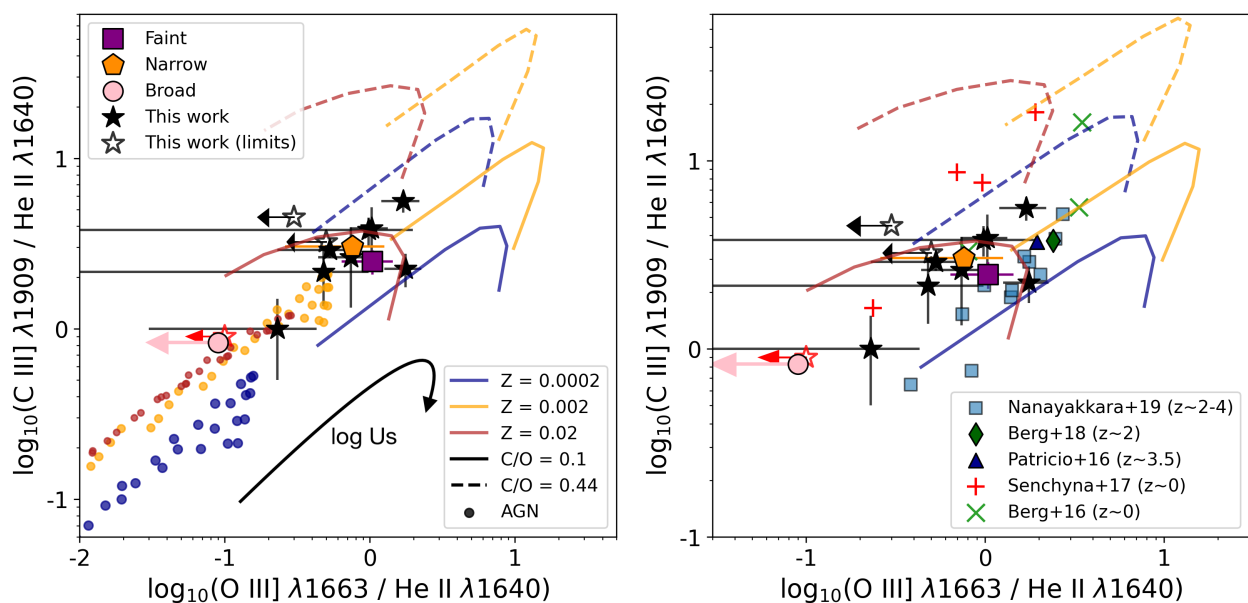 Faint
Narrow
Broad
This work
This work (limits)
log₁₀(C III] λ1909 / He II λ1640)
1
0
-1
log Us
Z = 0.0002
Z = 0.002
Z = 0.02
C/O = 0.1
C/O = 0.44
AGN
-2
-1
0
1
log₁₀(O III] λ1663 / He II λ1640)
log₁₀(C III] λ1909 / He II λ1640)
1
0
-1
Nanayakkara+19 (z~2-4)
Berg+18 (z~2)
Patricio+16 (z~3.5)
Senchyna+17 (z~0)
Berg+16 (z~0)
-1
0
1
log₁₀(O III] λ1663 / He II λ1640)